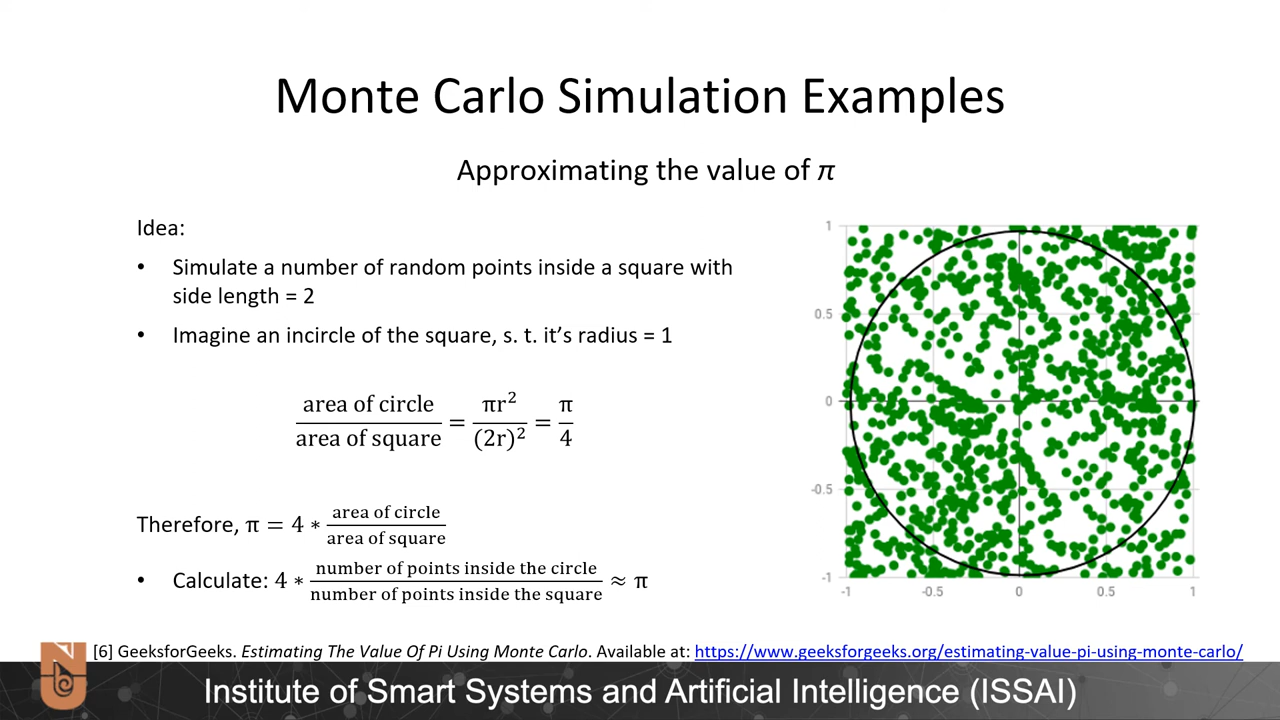 Monte Carlo Simulation Examples
Approximating the value of π
Idea:
• Simulate a number of random points inside a square with
side length = 2
• Imagine an incircle of the square, s. t. it’s radius = 1
area of circle / area of square = πr² / (2r)² = π / 4
Therefore, π = 4 ∗ area of circle / area of square
• Calculate: 4 ∗ number of points inside the circle / number of points inside the square ≈ π
1
0.5
0
-0.5
-1
-1 -0.5 0 0.5 1
[6] GeeksforGeeks. Estimating The Value Of Pi Using Monte Carlo. Available at: https://www.geeksforgeeks.org/estimating-value-pi-using-monte-carlo/
Institute of Smart Systems and Artificial Intelligence (ISSAI)